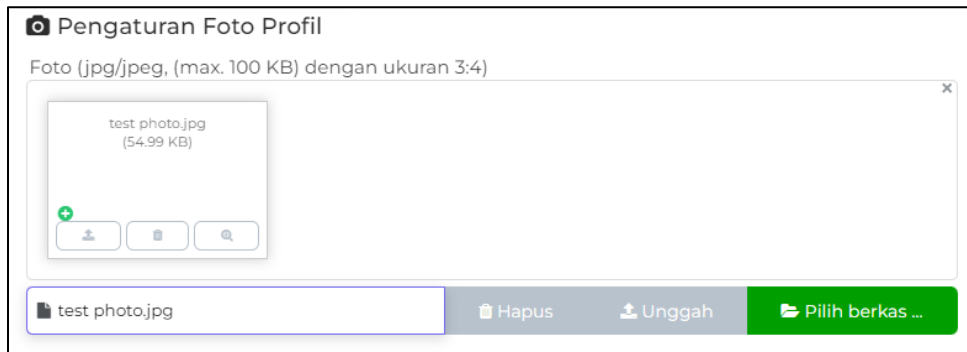 Pengaturan Foto Profil
Foto (jpg/jpeg, (max. 100 KB) dengan ukuran 3:4)
test photo.jpg
(54.99 KB)
test photo.jpg
Hapus
Unggah
Pilih berkas ...